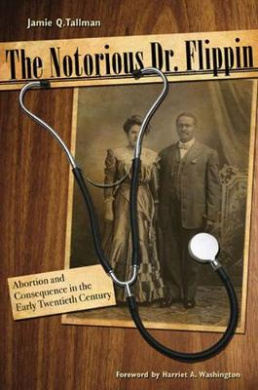 Jamie Q.Tallman
The Notorious Dr. Flippin
Abortion and
Consequence in the
Early Twentieth Century
Foreword by Harriet A. Washington